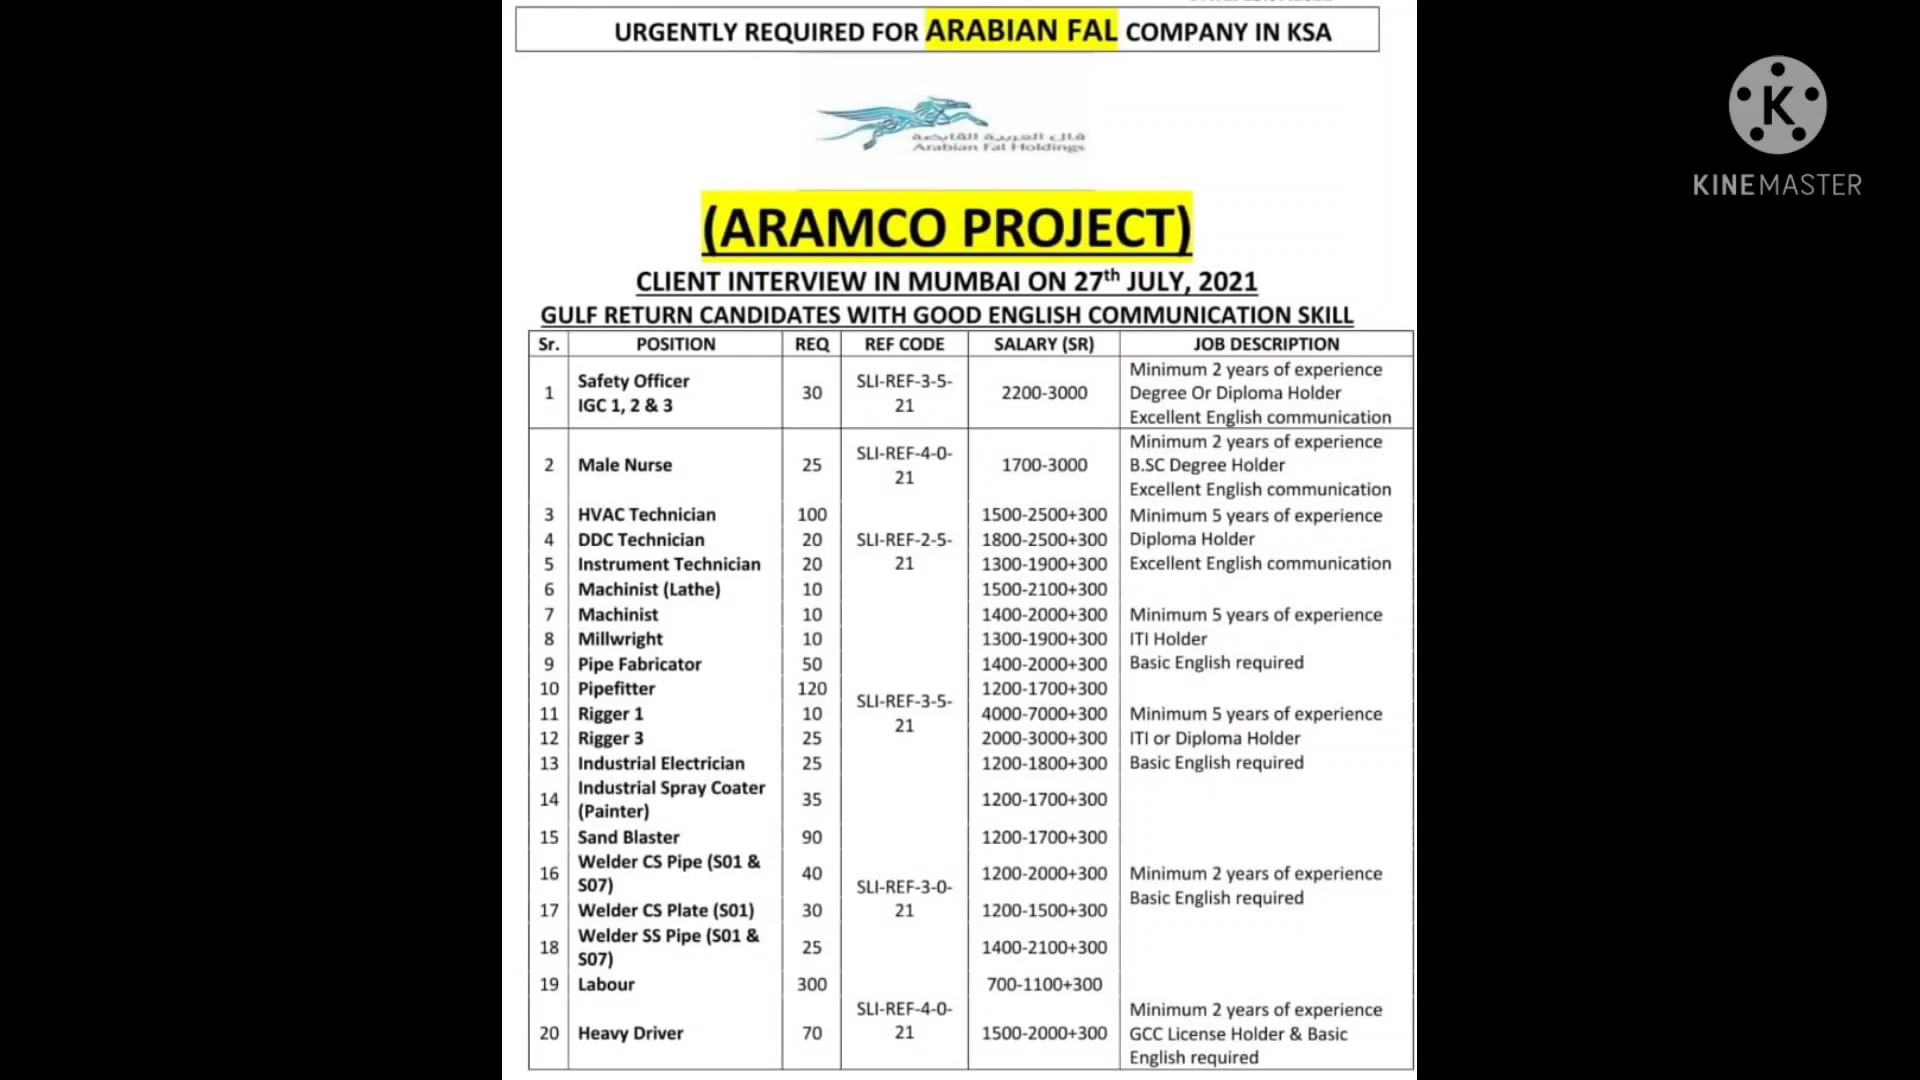 URGENTLY REQUIRED FOR ARABIAN FAL COMPANY IN KSA
فال العربية القابضة
Arabian Fal Holdings
K
KINEMASTER
(ARAMCO PROJECT)
CLIENT INTERVIEW IN MUMBAI ON 27th JULY, 2021
GULF RETURN CANDIDATES WITH GOOD ENGLISH COMMUNICATION SKILL
Sr. POSITION REQ REF CODE SALARY (SR) JOB DESCRIPTION
1 Safety Officer IGC 1, 2 & 3 30 SLI-REF-3-5-21 2200-3000 Minimum 2 years of experience
Degree Or Diploma Holder
Excellent English communication
2 Male Nurse 25 SLI-REF-4-0-21 1700-3000 Minimum 2 years of experience
B.SC Degree Holder
Excellent English communication
3 HVAC Technician 100 1500-2500+300 Minimum 5 years of experience
4 DDC Technician 20 SLI-REF-2-5-21 1800-2500+300 Diploma Holder
5 Instrument Technician 20 1300-1900+300 Excellent English communication
6 Machinist (Lathe) 10 1500-2100+300
7 Machinist 10 1400-2000+300 Minimum 5 years of experience
8 Millwright 10 1300-1900+300 ITI Holder
9 Pipe Fabricator 50 1400-2000+300 Basic English required
10 Pipefitter 120 SLI-REF-3-5-21 1200-1700+300
11 Rigger 1 10 4000-7000+300 Minimum 5 years of experience
12 Rigger 3 25 2000-3000+300 ITI or Diploma Holder
13 Industrial Electrician 25 1200-1800+300 Basic English required
14 Industrial Spray Coater (Painter) 35 1200-1700+300
15 Sand Blaster 90 1200-1700+300
16 Welder CS Pipe (S01 & S07) 40 SLI-REF-3-0-21 1200-2000+300 Minimum 2 years of experience
Basic English required
17 Welder CS Plate (S01) 30 1200-1500+300
18 Welder SS Pipe (S01 & S07) 25 1400-2100+300
19 Labour 300 700-1100+300
20 Heavy Driver 70 SLI-REF-4-0-21 1500-2000+300 Minimum 2 years of experience
GCC License Holder & Basic
English required